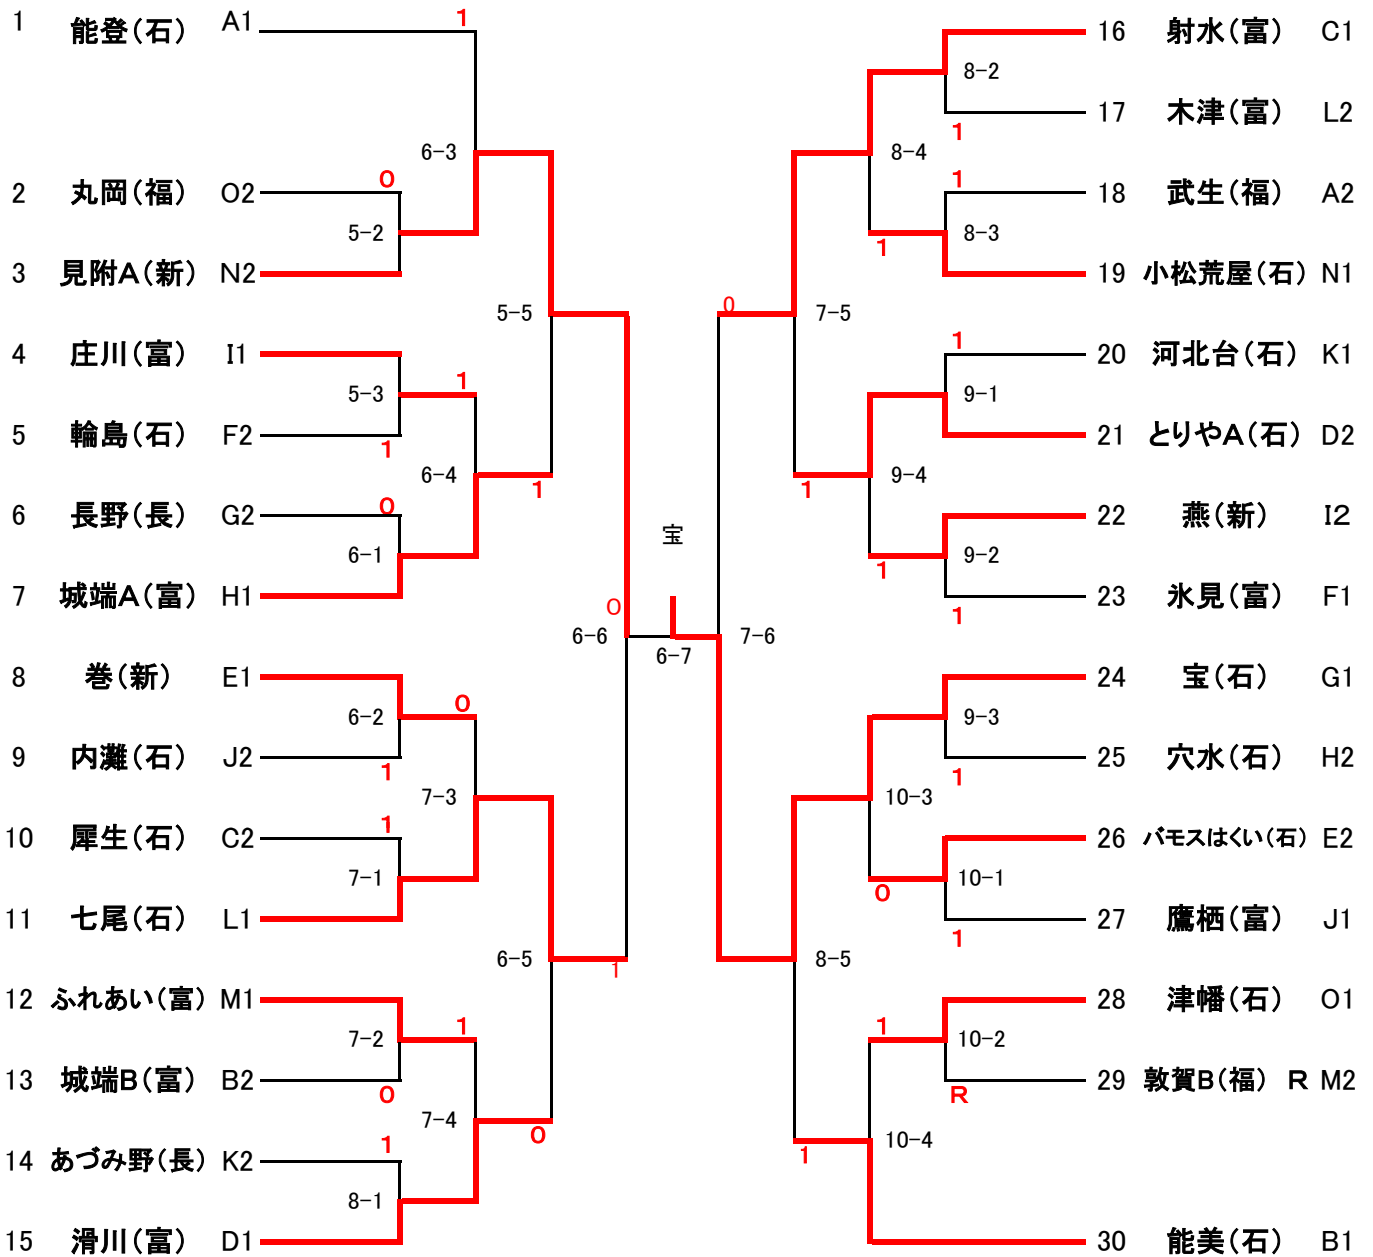 1 能登(石) A1
1
6-3
2 丸岡(福) O2
0
5-2
3 見附A(新) N2
5-5
4 庄川(富) I1
5-3
1
5 輪島(石) F2
1
6-4
1
6 長野(長) G2
0
6-1
7 城端A(富) H1
0
6-6
8 巻(新) E1
6-2
0
9 内灘(石) J2
1
7-3
10 犀生(石) C2
1
7-1
11 七尾(石) L1
6-5
1
12 ふれあい(富) M1
7-2
1
13 城端B(富) B2
0
7-4
0
14 あづみ野(長) K2
1
8-1
15 滑川(富) D1
宝
6-7
16 射水(富) C1
8-2
17 木津(富) L2
1
8-4
18 武生(福) A2
1
8-3
1
19 小松荒屋(石) N1
0
7-5
20 河北台(石) K1
1
9-1
21 とりやA(石) D2
9-4
1
22 燕(新) I2
9-2
1
23 氷見(富) F1
1
7-6
24 宝(石) G1
9-3
25 穴水(石) H2
1
10-3
26 バモスはくい(石) E2
10-1
0
27 鷹栖(富) J1
1
8-5
28 津幡(石) O1
10-2
1
29 敦賀B(福) R M2
R
10-4
1
30 能美(石) B1